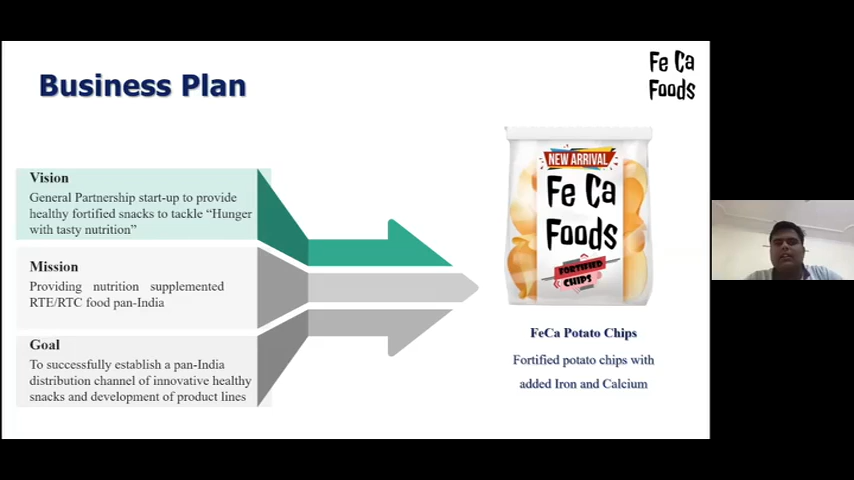 Business Plan
Fe Ca
Foods
Vision
General Partnership start-up to provide
healthy fortified snacks to tackle “Hunger
with tasty nutrition”
Mission
Providing nutrition supplemented
RTE/RTC food pan-India
Goal
To successfully establish a pan-India
distribution channel of innovative healthy
snacks and development of product lines
NEW ARRIVAL
Fe Ca
Foods
FORTIFIED
CHIPS
FeCa Potato Chips
Fortified potato chips with
added Iron and Calcium